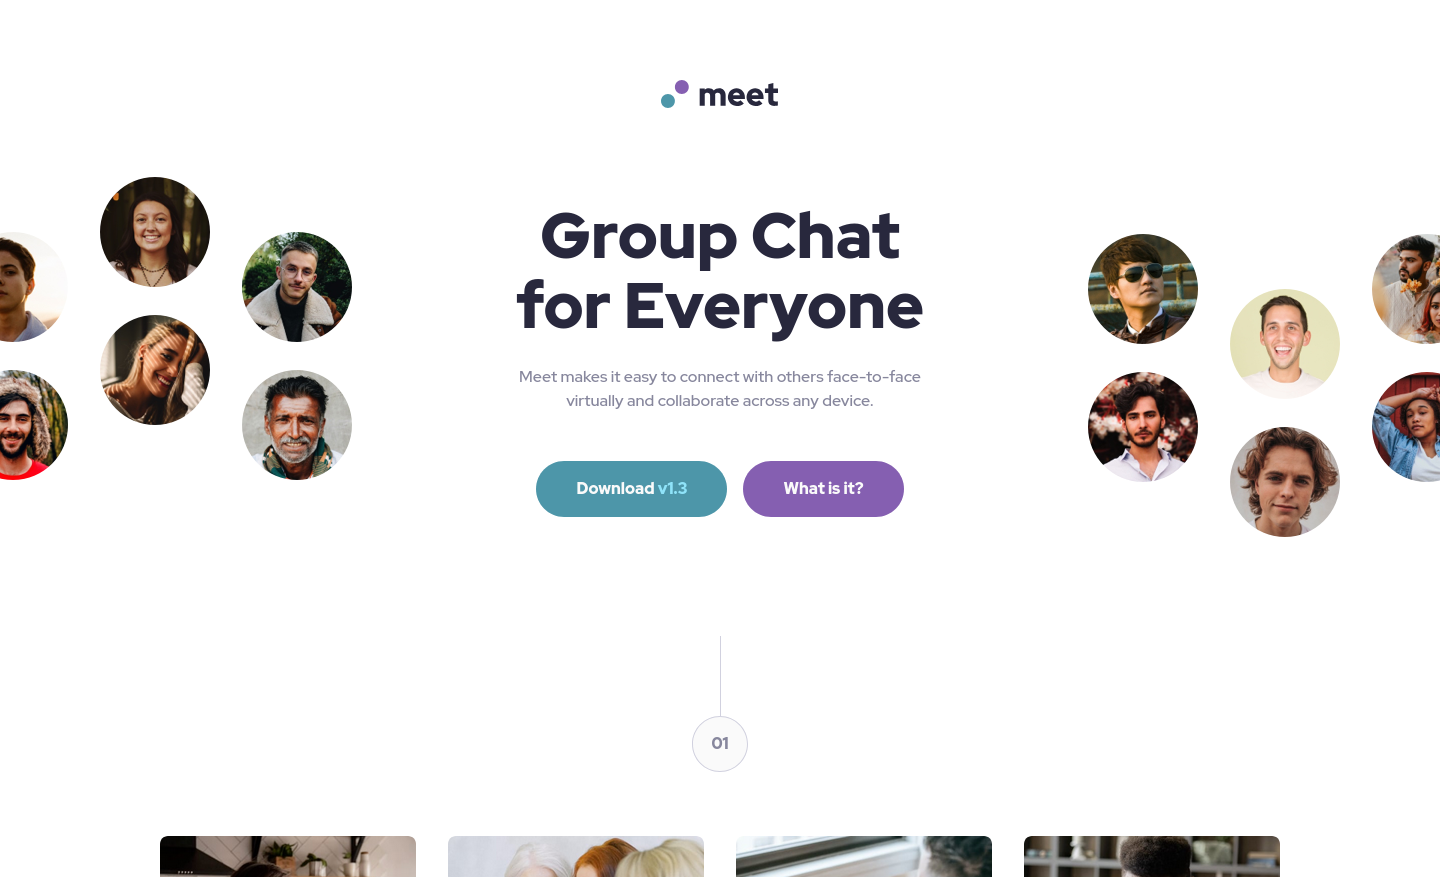 meet
Group Chat
for Everyone
Meet makes it easy to connect with others face-to-face
virtually and collaborate across any device.
Download v1.3
What is it?
01